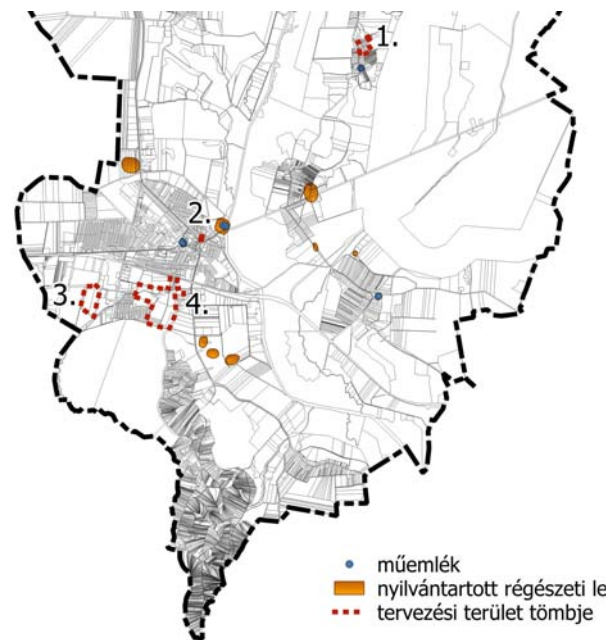 1.
2.
3.
4.
műemlék
nyilvántartott régészeti le
tervezési terület tömbje